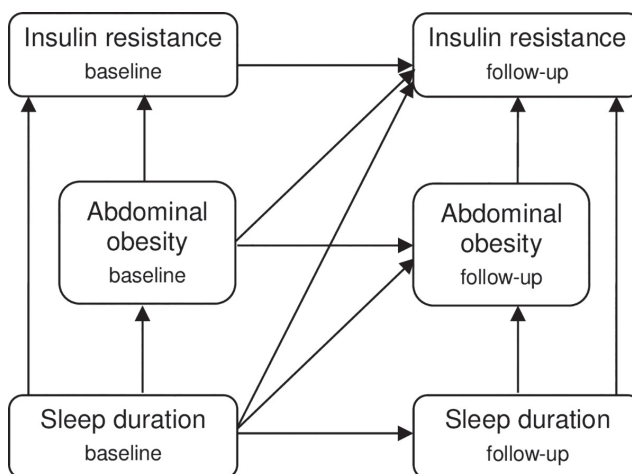 Insulin resistance
baseline
Insulin resistance
follow-up
Abdominal
obesity
baseline
Abdominal
obesity
follow-up
Sleep duration
baseline
Sleep duration
follow-up